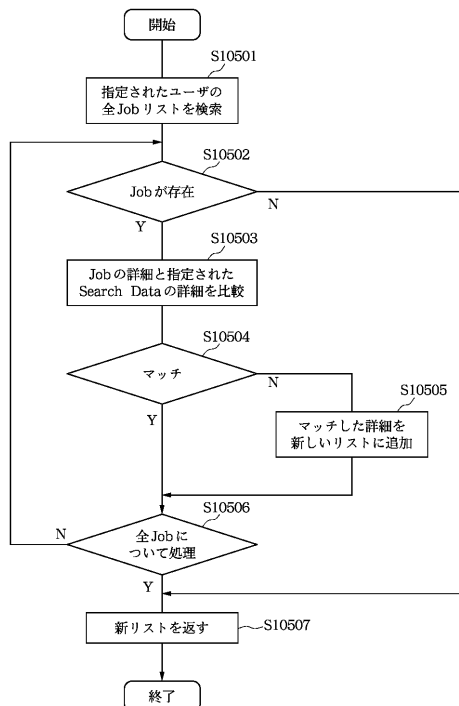 開始
S10501
指定されたユーザの
全Jobリストを検索
S10502
Jobが存在
N
Y
S10503
Jobの詳細と指定された
Search Dataの詳細を比較
S10504
マッチ
N
Y
S10505
マッチした詳細を
新しいリストに追加
S10506
N
全Jobに
ついて処理
Y
新リストを返す
S10507
終了